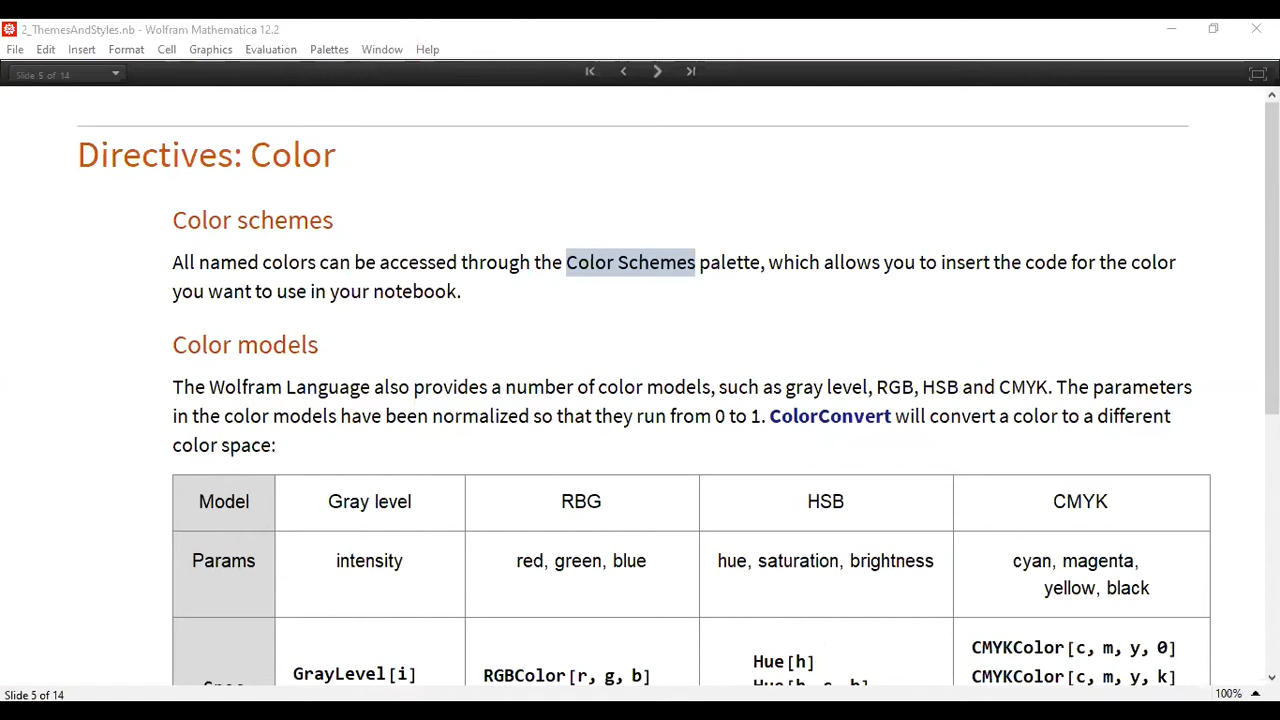 2_ThemesAndStyles.nb - Wolfram Mathematica 12.2
File Edit Insert Format Cell Graphics Evaluation Palettes Window Help
Slide 5 of 14
Directives: Color
Color schemes
All named colors can be accessed through the Color Schemes palette, which allows you to insert the code for the color
you want to use in your notebook.
Color models
The Wolfram Language also provides a number of color models, such as gray level, RGB, HSB and CMYK. The parameters
in the color models have been normalized so that they run from 0 to 1. ColorConvert will convert a color to a different
color space:
Model Gray level RBG HSB CMYK
Params intensity red, green, blue hue, saturation, brightness cyan, magenta,
yellow, black
CMYKColor[c, m, y, 0]
Hue[h]
GrayLevel[i] RGBColor[r, g, b] CMYKColor[c, m, y, k]
Slide 5 of 14 100%